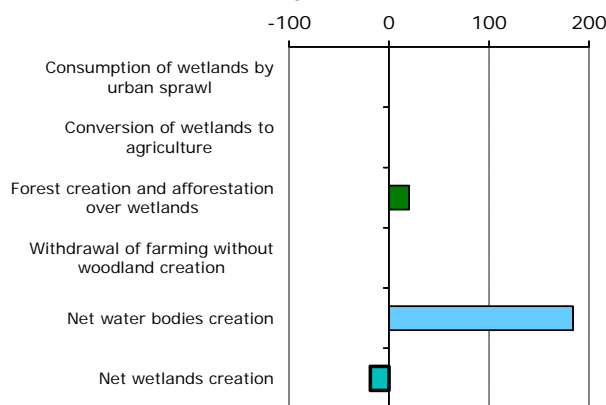 -100 0 100 200
Consumption of wetlands by
urban sprawl
Conversion of wetlands to
agriculture
Forest creation and afforestation
over wetlands
Withdrawal of farming without
woodland creation
Net water bodies creation
Net wetlands creation